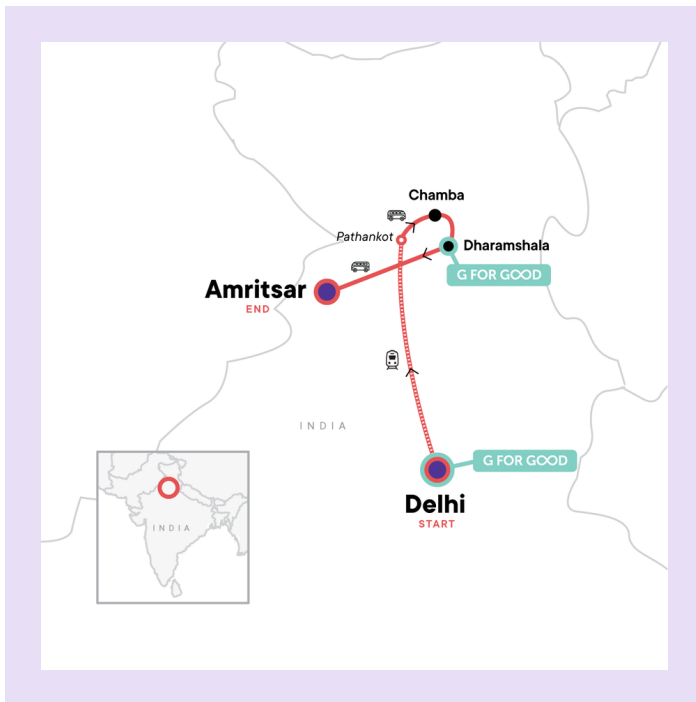 Chamba
Pathankot
Dharamshala
G FOR GOOD
Amritsar
END
INDIA
G FOR GOOD
Delhi
START
INDIA